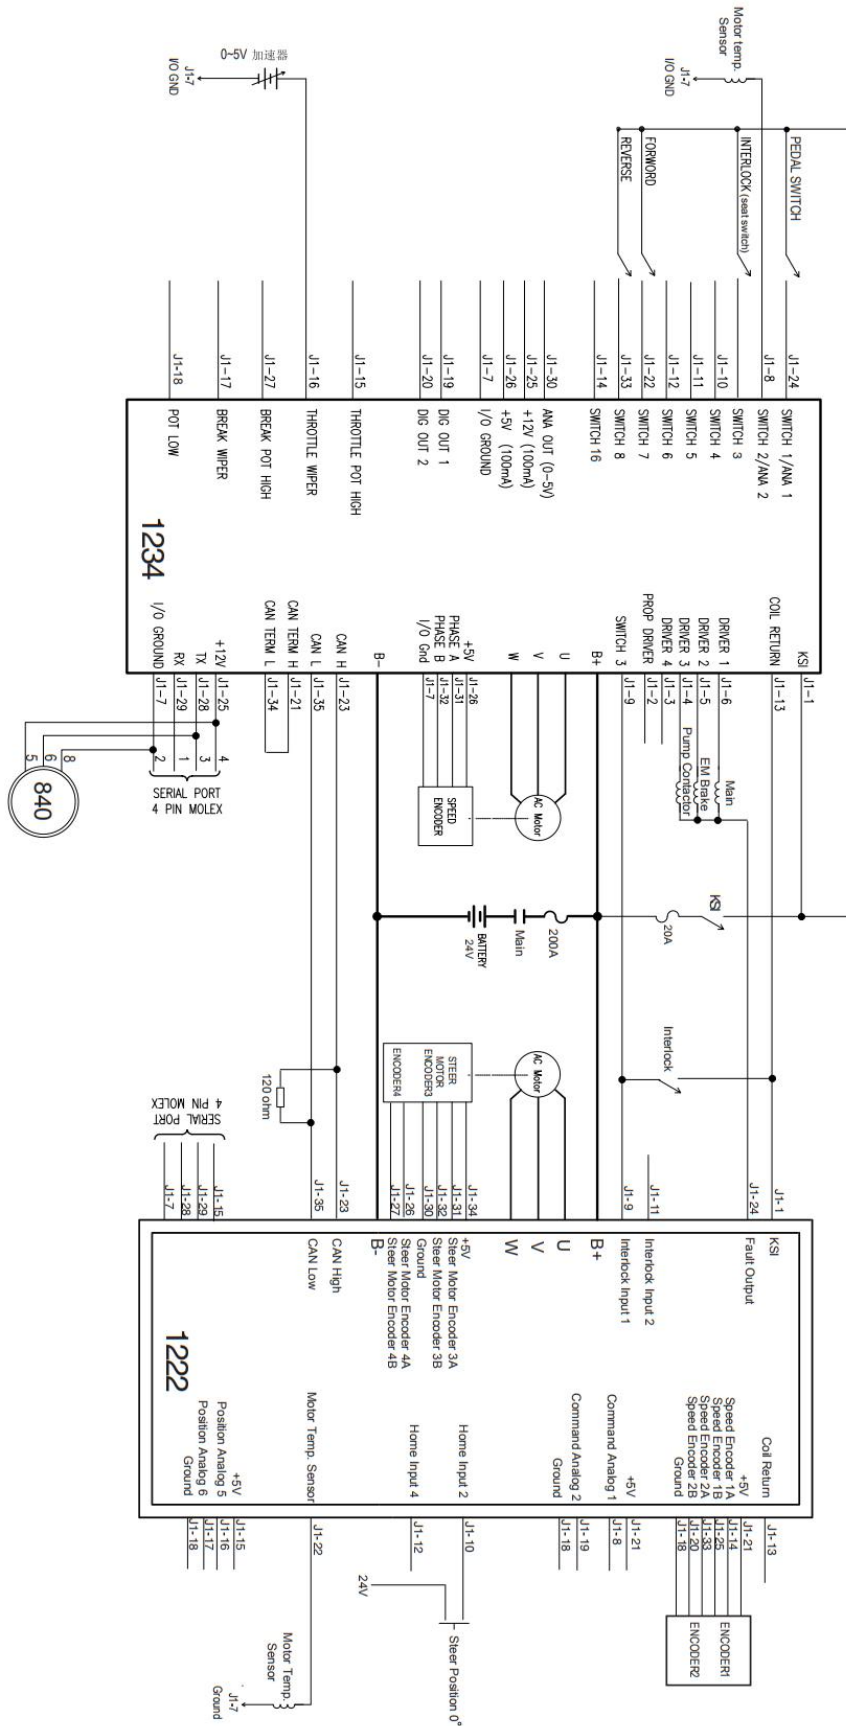 0~5V 加速器
J1-7
I/O GND
Motor temp.
Sensor
J1-7
I/O GND
PEDAL SWITCH
INTERLOCK(seat switch)
FORWORD
REVERSE
J1-24
J1-8
J1-10
J1-11
J1-12
J1-22
J1-33
J1-14
J1-30
J1-25
J1-26
J1-7
J1-19
J1-20
J1-15
J1-16
J1-27
J1-17
J1-18
SWITCH 1/ANA 1
SWITCH 2/ANA 2
SWITCH 3
SWITCH 4
SWITCH 5
SWITCH 6
SWITCH 7
SWITCH 8
SWITCH 16
ANA OUT (0-5V)
+12V (100mA)
+5V (100mA)
I/O GROUND
DIG OUT 1
DIG OUT 2
THROTTLE POT HIGH
THROTTLE WIPER
BREAK POT HIGH
BREAK WIPER
POT LOW
1234
KSI
COIL RETURN
DRIVER 1
DRIVER 2
DRIVER 3
DRIVER 4
PROP DRIVER
SWITCH 3
B+
U
V
W
+5V
PHASE A
PHASE B
I/O Gnd
B-
CAN H
CAN L
CAN TERM H
CAN TERM L
+12V
TX
RX
I/O GROUND
J1-1
J1-13
J1-6
J1-5
J1-4
J1-3
J1-2
J1-9
J1-26
J1-31
J1-32
J1-7
J1-23
J1-35
J1-21
J1-34
J1-25
J1-28
J1-29
J1-7
Main
EM Brake
Pump Contactor
AC Motor
SPEED
ENCODER
4
3
1
2
SERIAL PORT
4 PIN MOLEX
8
6
5
840
KSI
20A
200A
Main
BATTERY
24V
Interlock
AC Motor
STEER
MOTOR
ENCODER3
ENCODER4
120 ohm
SERIAL PORT
4 PIN MOLEX
J1-1
J1-24
J1-11
J1-9
J1-34
J1-31
J1-32
J1-30
J1-26
J1-27
J1-23
J1-35
J1-15
J1-29
J1-28
J1-7
KSI
Fault Output
Interlock Input 2
Interlock Input 1
B+
U
V
W
+5V
Steer Motor Encoder 3A
Steer Motor Encoder 3B
Ground
Steer Motor Encoder 4A
Steer Motor Encoder 4B
B-
CAN High
CAN Low
1222
Coil Return
+5V
Speed Encoder 1A
Speed Encoder 1B
Speed Encoder 2A
Speed Encoder 2B
Ground
+5V
Command Analog 1
Command Analog 2
Ground
Home Input 2
Home Input 4
Motor Temp. Sensor
+5V
Position Analog 5
Position Analog 6
Ground
J1-13
J1-21
J1-14
J1-25
J1-33
J1-20
J1-18
J1-21
J1-8
J1-19
J1-18
J1-10
J1-12
J1-22
J1-15
J1-16
J1-17
J1-18
ENCODER1
ENCODER2
24V
Steer Position 0°
Motor Temp.
Sensor
J1-7
Ground